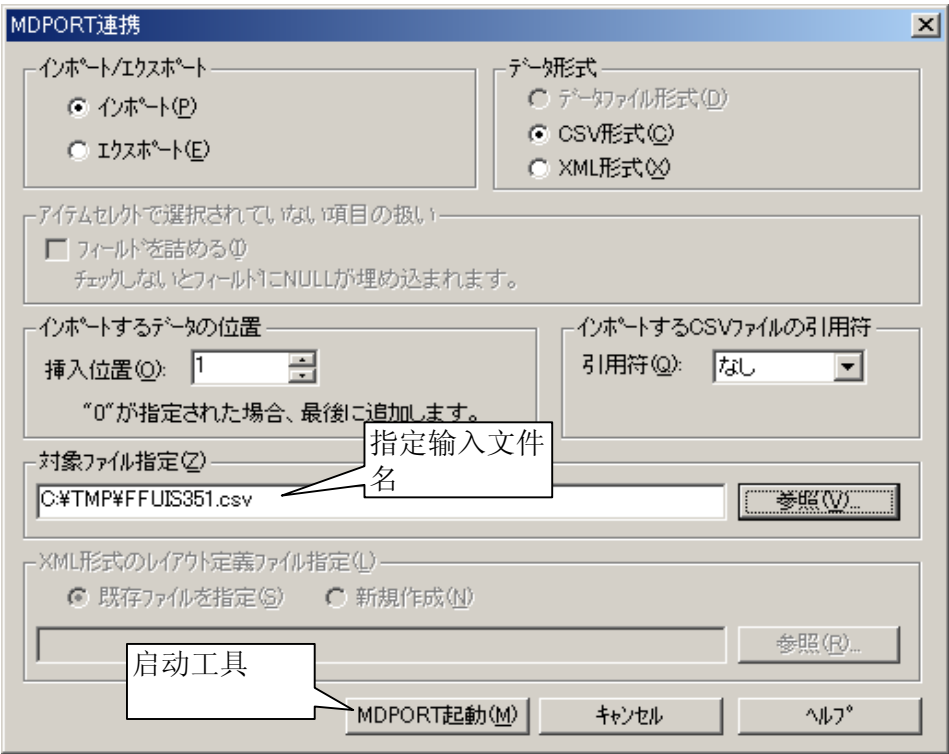 MDPORT連携
インポート/エクスポート
インポート(P)
エクスポート(E)
データ形式
データファイル形式(D)
CSV形式(C)
XML形式(X)
アイテムセレクトで選択されていない項目の扱い
フィールドを詰める(I)
チェックしないとフィールドにNULLが埋め込まれます。
インポートするデータの位置
挿入位置(O): 1
"0"が指定された場合、最後に追加します。
インポートするCSVファイルの引用符
引用符(Q): なし
指定输入文件
名
対象ファイル指定(Z)
C:¥TMP¥FFUIS351.csv
参照(V)...
XML形式のレイアウト定義ファイル指定(L)
既存ファイルを指定(S) 新規作成(N)
参照(R)...
启动工具
MDPORT起動(M) キャンセル ヘルプ